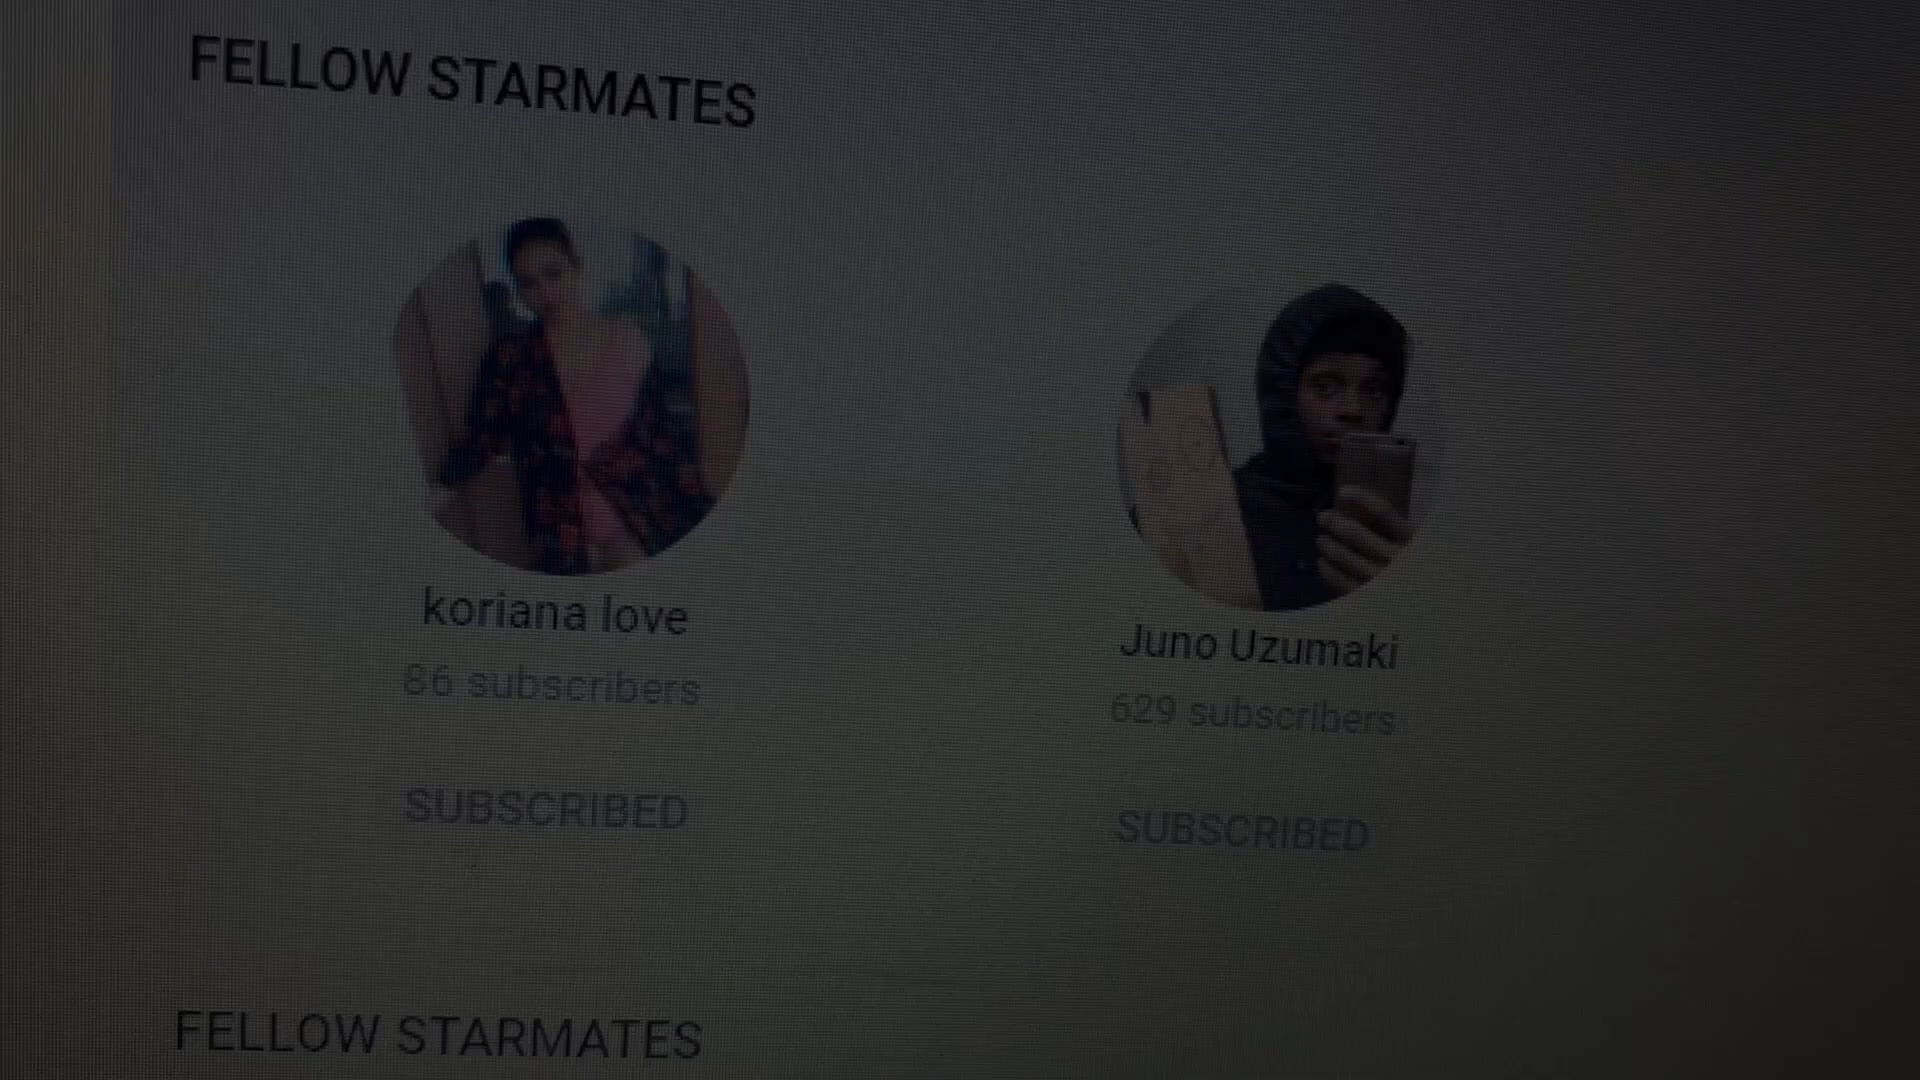 FELLOW STARMATES
koriana love
Juno Uzumaki
86 subscribers
629 subscribers
SUBSCRIBED
SUBSCRIBED
FELLOW STARMATES